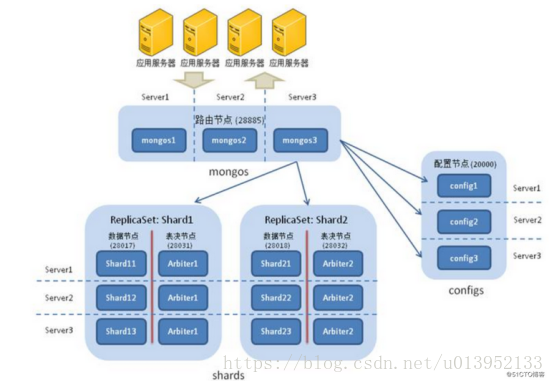 应用服务器 应用服务器 应用服务器 应用服务器
Server1 Server2 Server3
路由节点 (28885)
mongos1 mongos2 mongos3
mongos
配置节点 (20000)
config1
Server1
config2
Server2
config3
Server3
configs
ReplicaSet: Shard1
数据节点 (28017)
表决节点 (28031)
ReplicaSet: Shard2
数据节点 (28018)
表决节点 (28032)
Server1
Shard11 Arbiter1 Shard21 Arbiter2
Server2
Shard12 Arbiter1 Shard22 Arbiter2
Server3
Shard13 Arbiter1 Shard23 Arbiter2
shards
https://blog.csdn.net/u013952133
@51CTO博客